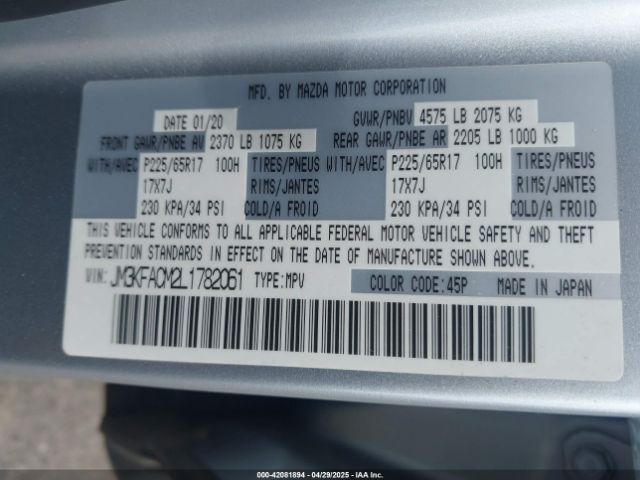 MFD. BY MAZDA MOTOR CORPORATION
DATE 01/20 GVWR/PNBV 4575 LB 2075 KG
FRONT GAWR/PNBE AV 2370 LB 1075 KG REAR GAWR/PNBE AR 2205 LB 1000 KG
WITH/AVEC P225/65R17 100H TIRES/PNEUS WITH/AVEC P225/65R17 100H TIRES/PNEUS
17X7J RIMS/JANTES 17X7J RIMS/JANTES
230 KPA/34 PSI COLD/A FROID 230 KPA/34 PSI COLD/A FROID
THIS VEHICLE CONFORMS TO ALL APPLICABLE FEDERAL MOTOR VEHICLE SAFETY AND THEFT
PREVENTION STANDARDS IN EFFECT ON THE DATE OF MANUFACTURE SHOWN ABOVE.
VIN: JM3KFACM2L1782061 TYPE:MPV COLOR CODE:45P MADE IN JAPAN
000-42081894 - 04/29/2025 - IAA Inc.